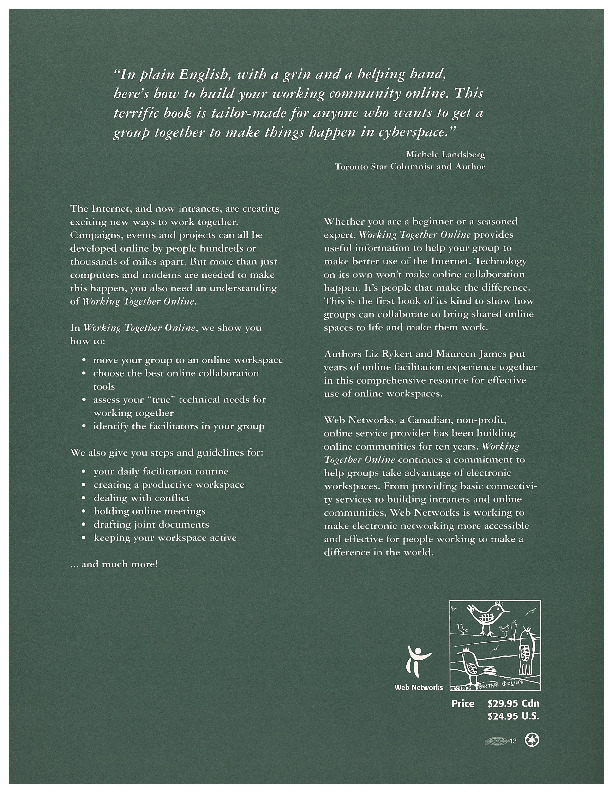 “In plain English, with a grin and a helping hand,
here’s how to build your working community online. This
terrific book is tailor-made for anyone who wants to get a
group together to make things happen in cyberspace.”
Michele Landsberg
Toronto Star Columnist and Author
The Internet, and now intranets, are creating
exciting new ways to work together.
Campaigns, events and projects can all be
developed online by people hundreds or
thousands of miles apart. But more than just
computers and modems are needed to make
this happen, you also need an understanding
of Working Together Online.
In Working Together Online, we show you
how to:
• move your group to an online workspace
• choose the best online collaboration
tools
• assess your “true” technical needs for
working together
• identify the facilitators in your group
We also give you steps and guidelines for:
• your daily facilitation routine
• creating a productive workspace
• dealing with conflict
• holding online meetings
• drafting joint documents
• keeping your workspace active
... and much more!
Whether you are a beginner or a seasoned
expert, Working Together Online provides
useful information to help your group to
make better use of the Internet. Technology
on its own won’t make online collaboration
happen. It’s people that make the difference.
This is the first book of its kind to show how
groups can collaborate to bring shared online
spaces to life and make them work.
Authors Liz Rykert and Maureen James put
years of online facilitation experience together
in this comprehensive resource for effective
use of online workspaces.
Web Networks, a Canadian, non-profit,
online service provider has been building
online communities for ten years. Working
Together Online continues a commitment to
help groups take advantage of electronic
workspaces. From providing basic connectivi-
ty services to building intranets and online
communities, Web Networks is working to
make electronic networking more accessible
and effective for people working to make a
difference in the world.
Web Networks
Price $29.95 Cdn
$24.95 U.S.